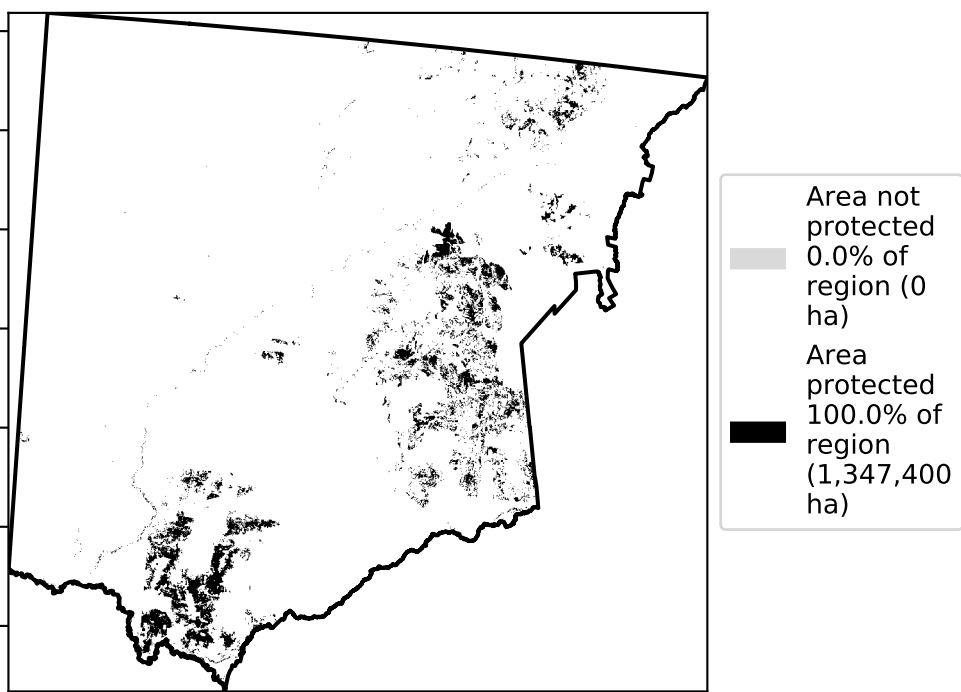 Area not
protected
0.0% of
region (0
ha)
Area
protected
100.0% of
region
(1,347,400
ha)